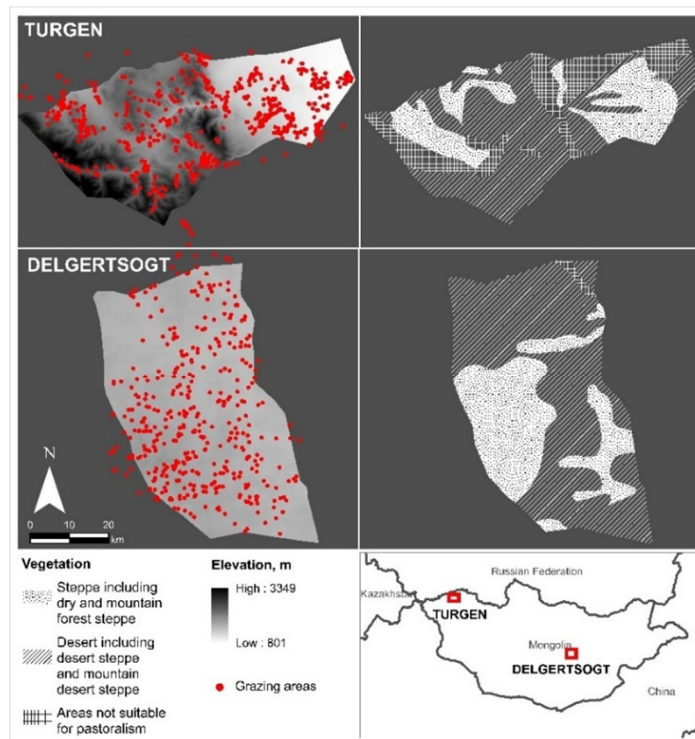 TURGEN
DELGERTSOGT
N
0 10 20
km
Vegetation
Steppe including
dry and mountain
forest steppe
Desert including
desert steppe
and mountain
desert steppe
Areas not suitable
for pastoralism
Elevation, m
High : 3349
Low : 801
Grazing areas
Russian Federation
Kazakhstan
TURGEN
Mongolia
DELGERTSOGT
China